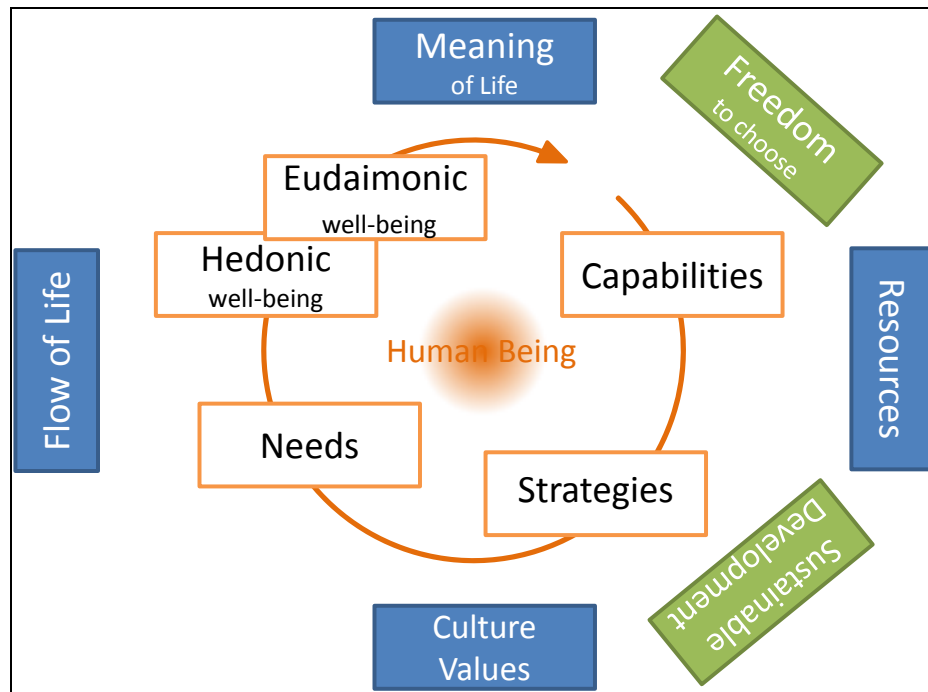 Meaning
of Life
Freedom
to choose
Eudaimonic
well-being
Hedonic
well-being
Capabilities
Flow of Life
Human Being
Resources
Needs
Strategies
Sustainable
Development
Culture
Values